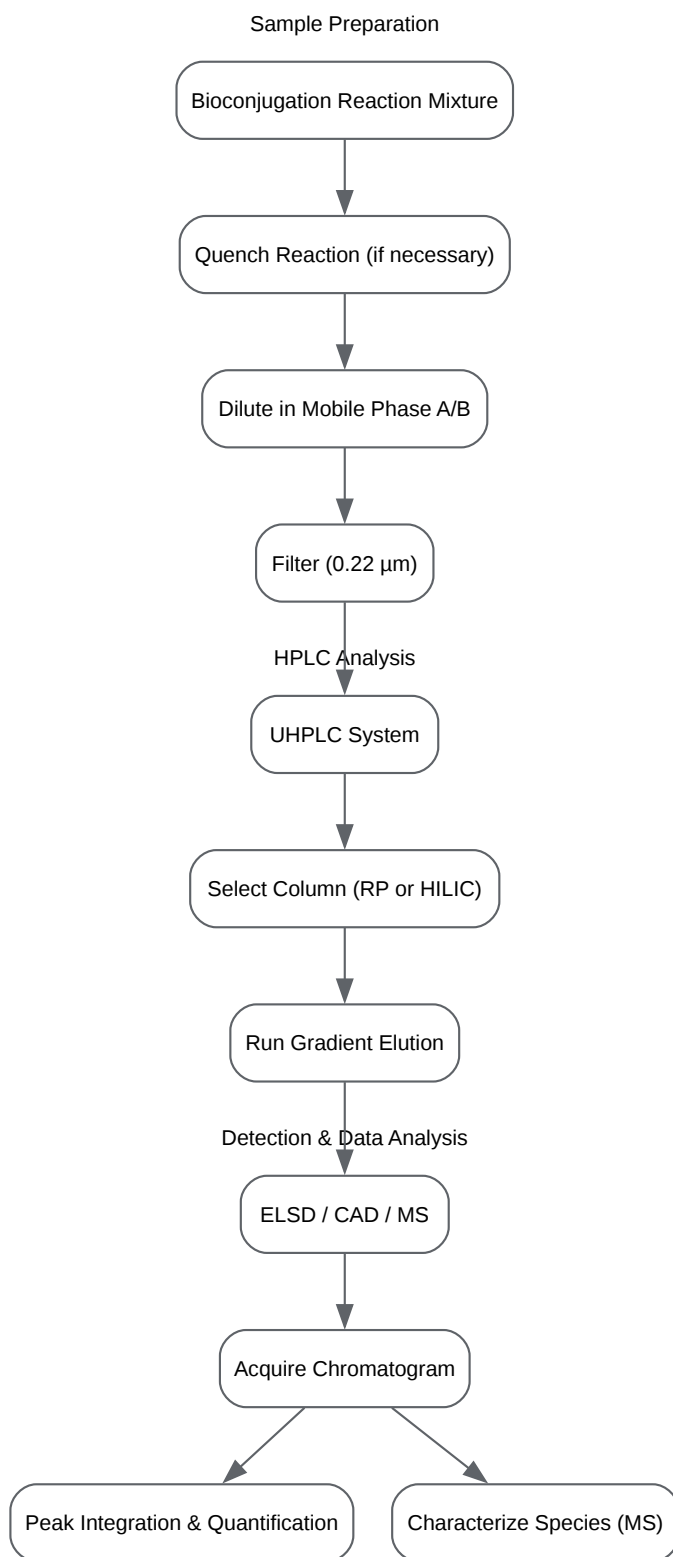 Sample Preparation
Bioconjugation Reaction Mixture
Quench Reaction (if necessary)
Dilute in Mobile Phase A/B
Filter (0.22 µm)
HPLC Analysis
UHPLC System
Select Column (RP or HILIC)
Run Gradient Elution
Detection & Data Analysis
ELSD / CAD / MS
Acquire Chromatogram
Peak Integration & Quantification
Characterize Species (MS)